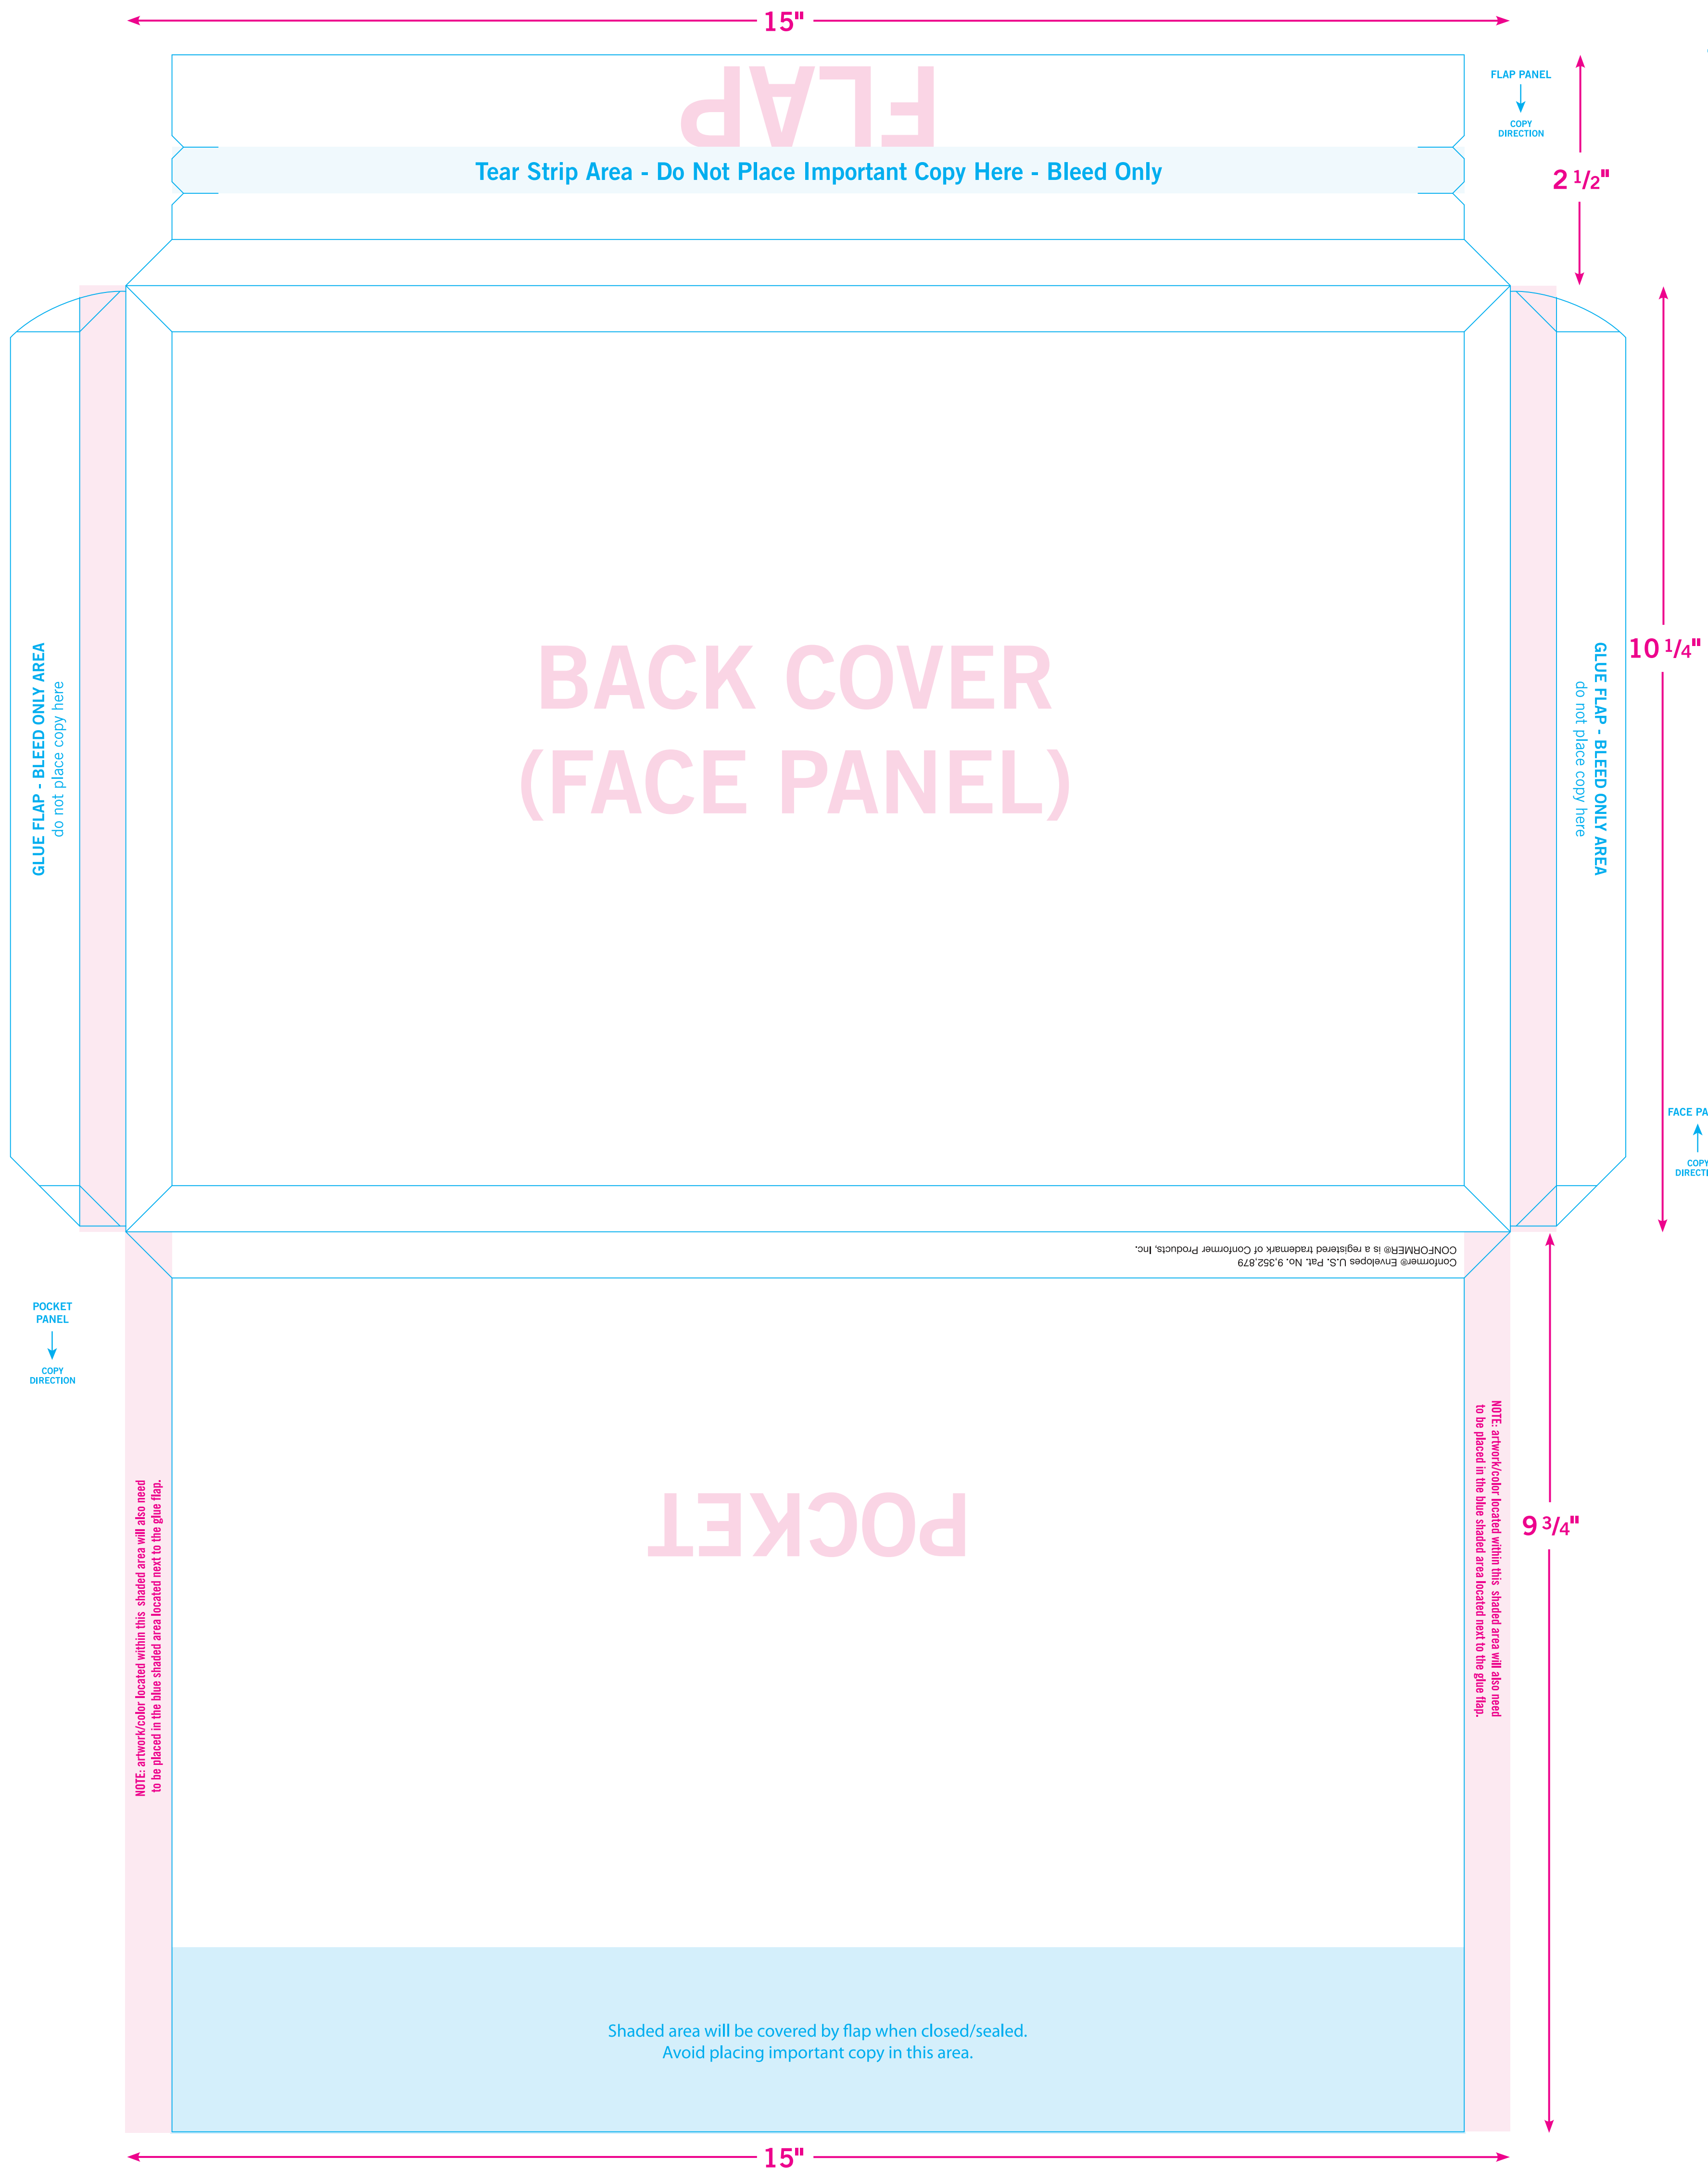 15"
FLAP
FLAP PANEL
COPY
DIRECTION
Tear Strip Area - Do Not Place Important Copy Here - Bleed Only
2 1/2"
BACK COVER
(FACE PANEL)
GLUE FLAP - BLEED ONLY AREA
do not place copy here
GLUE FLAP - BLEED ONLY AREA
do not place copy here
10 1/4"
FACE PA
COPY
DIRECT
Conformer® Envelopes U.S. Pat. No. 9,352,879
CONFORMER® is a registered trademark of Conformer Products, Inc.
POCKET
PANEL
COPY
DIRECTION
NOTE: artwork/color located within this shaded area will also need
to be placed in the blue shaded area located next to the glue flap.
POCKET
NOTE: artwork/color located within this shaded area will also need
to be placed in the blue shaded area located next to the glue flap.
9 3/4"
Shaded area will be covered by flap when closed/sealed.
Avoid placing important copy in this area.
15"